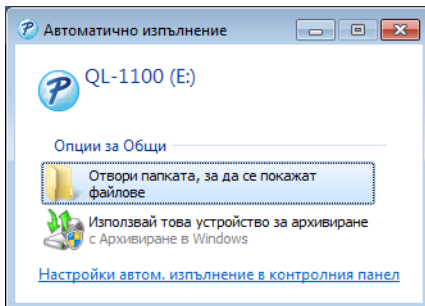 Автоматично изпълнение
QL-1100 (E:)
Опции за Общи
Отвори папката, за да се покажат
файлове
Използвай това устройство за архивиране
с Архивиране в Windows
Настройки автом. изпълнение в контролния панел